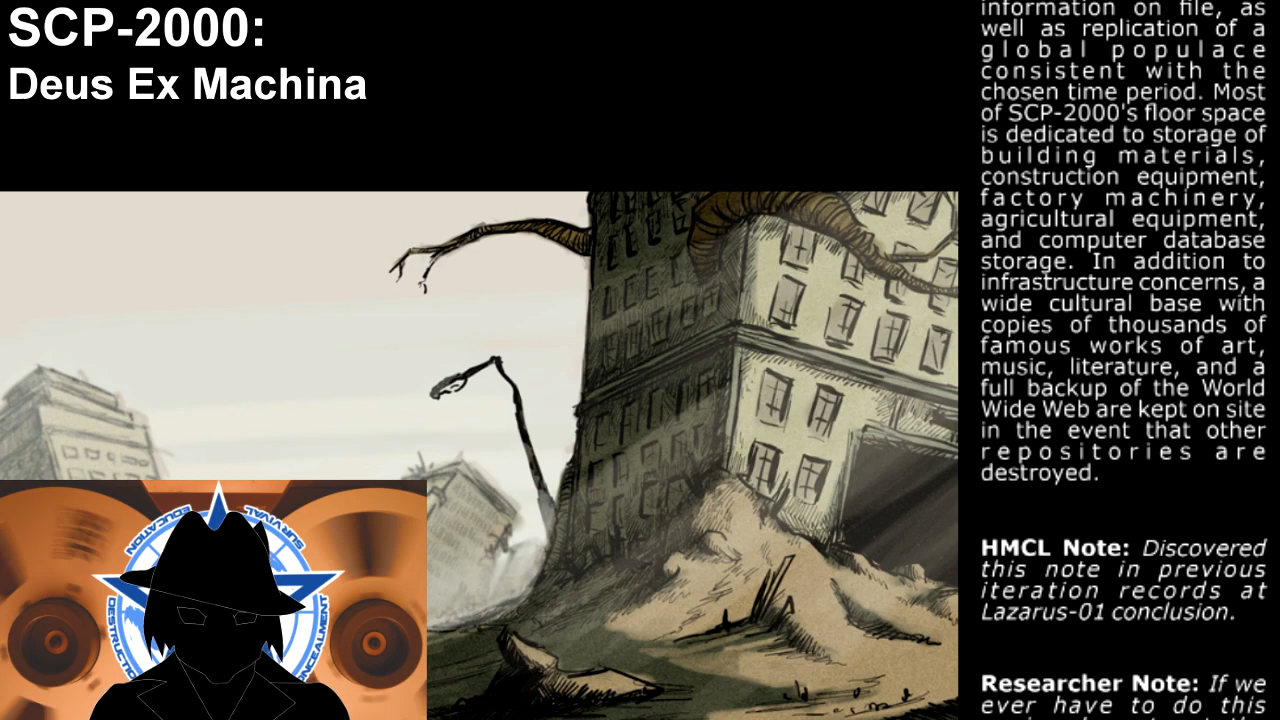 SCP-2000:
Deus Ex Machina
information on file, as
well as replication of a
global populace
consistent with the
chosen time period. Most
of SCP-2000's floor space
is dedicated to storage of
building materials,
construction equipment,
factory machinery,
agricultural equipment,
and computer database
storage. In addition to
infrastructure concerns, a
wide cultural base with
copies of thousands of
famous works of art,
music, literature, and a
full backup of the World
Wide Web are kept on site
in the event that other
repositories are
destroyed.
HMCL Note: Discovered
this note in previous
iteration records at
Lazarus-01 conclusion.
Researcher Note: If we
ever have to do this
EDUCATION
SURVIVAL